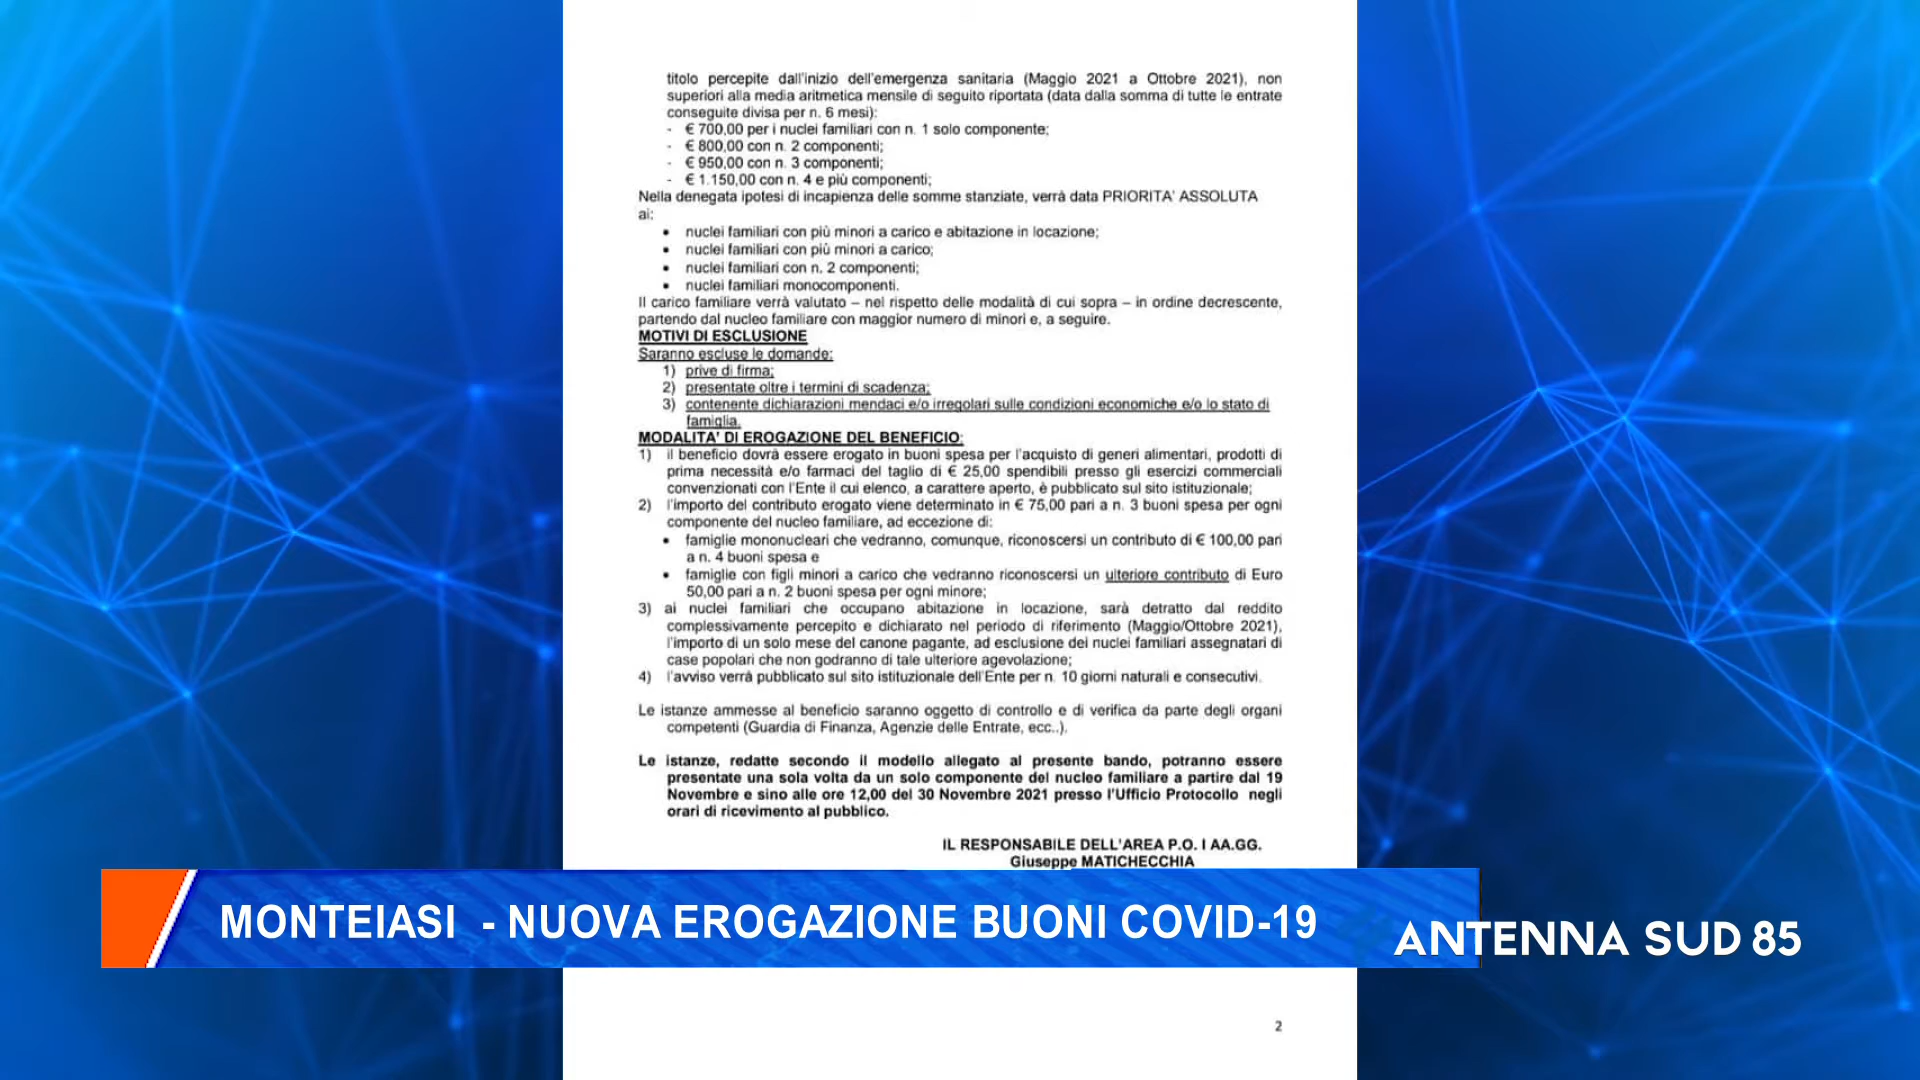 titolo percepite dall'inizio dell'emergenza sanitaria (Maggio 2021 a Ottobre 2021), non
superiori alla media aritmetica mensile di seguito riportata (data dalla somma di tutte le entrate
conseguite divisa per n. 6 mesi):
- € 700,00 per i nuclei familiari con n. 1 solo componente;
- € 800,00 con n. 2 componenti;
- € 950,00 con n. 3 componenti;
- € 1.150,00 con n. 4 e più componenti;
Nella denegata ipotesi di incapienza delle somme stanziate, verrà data PRIORITA' ASSOLUTA
ai:
• nuclei familiari con più minori a carico e abitazione in locazione;
• nuclei familiari con più minori a carico;
• nuclei familiari con n. 2 componenti;
• nuclei familiari monocomponenti.
Il carico familiare verrà valutato – nel rispetto delle modalità di cui sopra – in ordine decrescente,
partendo dal nucleo familiare con maggior numero di minori e, a seguire.
MOTIVI DI ESCLUSIONE
Saranno escluse le domande:
1) prive di firma;
2) presentate oltre i termini di scadenza;
3) contenente dichiarazioni mendaci e/o irregolari sulle condizioni economiche e/o lo stato di
famiglia.
MODALITA' DI EROGAZIONE DEL BENEFICIO:
1) il beneficio dovrà essere erogato in buoni spesa per l'acquisto di generi alimentari, prodotti di
prima necessità e/o farmaci del taglio di € 25,00 spendibili presso gli esercizi commerciali
convenzionati con l'Ente il cui elenco, a carattere aperto, è pubblicato sul sito istituzionale;
2) l'importo del contributo erogato viene determinato in € 75,00 pari a n. 3 buoni spesa per ogni
componente del nucleo familiare, ad eccezione di:
• famiglie mononucleari che vedranno, comunque, riconoscersi un contributo di € 100,00 pari
a n. 4 buoni spesa e
• famiglie con figli minori a carico che vedranno riconoscersi un ulteriore contributo di Euro
50,00 pari a n. 2 buoni spesa per ogni minore;
3) ai nuclei familiari che occupano abitazione in locazione, sarà detratto dal reddito
complessivamente percepito e dichiarato nel periodo di riferimento (Maggio/Ottobre 2021),
l'importo di un solo mese del canone pagante, ad esclusione dei nuclei familiari assegnatari di
case popolari che non godranno di tale ulteriore agevolazione;
4) l'avviso verrà pubblicato sul sito istituzionale dell'Ente per n. 10 giorni naturali e consecutivi.
Le istanze ammesse al beneficio saranno oggetto di controllo e di verifica da parte degli organi
competenti (Guardia di Finanza, Agenzie delle Entrate, ecc..).
Le istanze, redatte secondo il modello allegato al presente bando, potranno essere
presentate una sola volta da un solo componente del nucleo familiare a partire dal 19
Novembre e sino alle ore 12,00 del 30 Novembre 2021 presso l'Ufficio Protocollo negli
orari di ricevimento al pubblico.
IL RESPONSABILE DELL'AREA P.O. I AA.GG.
Giuseppe MATICHECCHIA
MONTEIASI - NUOVA EROGAZIONE BUONI COVID-19
ANTENNA SUD 85
2